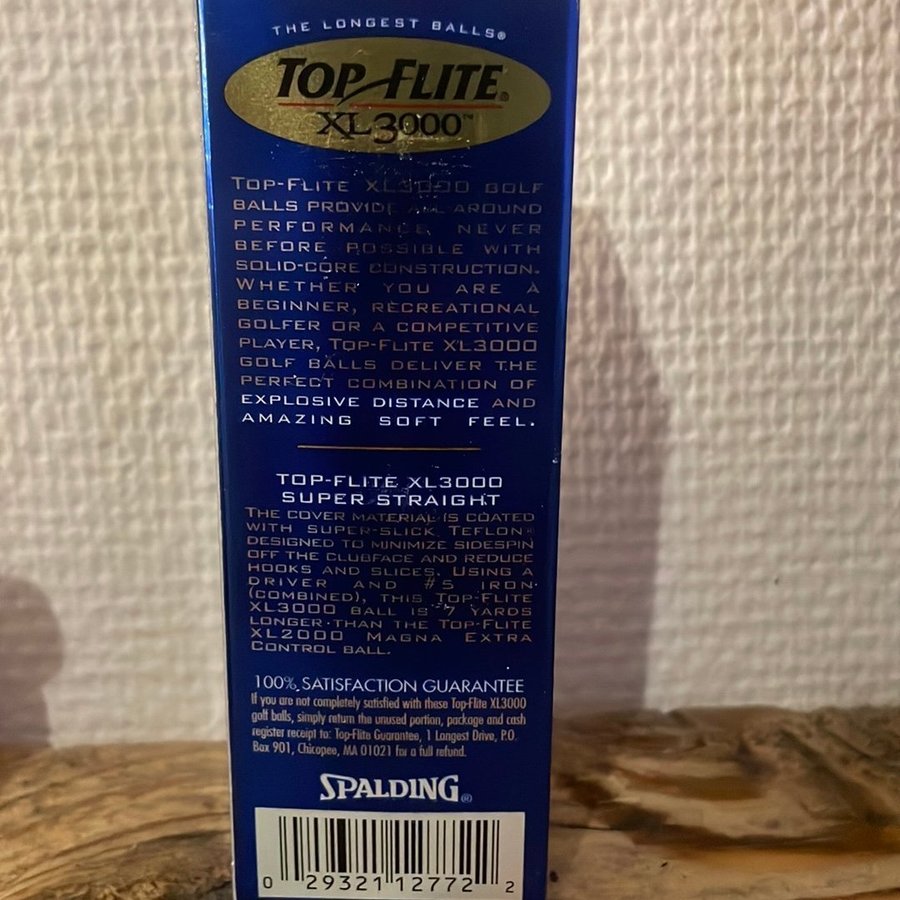 THE LONGEST BALLS®
TOP-FLITE®
XL3000™
TOP-FLITE XL3000 GOLF
BALLS PROVIDE ALL AROUND
PERFORMANCE NEVER
BEFORE POSSIBLE WITH
SOLID-CORE CONSTRUCTION.
WHETHER YOU ARE A
BEGINNER, RECREATIONAL
GOLFER OR A COMPETITIVE
PLAYER, TOP-FLITE XL3000
GOLF BALLS DELIVER THE
PERFECT COMBINATION OF
EXPLOSIVE DISTANCE AND
AMAZING SOFT FEEL.
TOP-FLITE XL3000
SUPER STRAIGHT
THE COVER MATERIAL IS COATED
WITH SUPER-SLICK TEFLON®
DESIGNED TO MINIMIZE SIDESPIN
OFF THE CLUBFACE AND REDUCE
HOOKS AND SLICES. USING A
DRIVER AND #5 IRON
(COMBINED), THIS TOP-FLITE
XL3000 BALL IS 7 YARDS
LONGER THAN THE TOP-FLITE
XL2000 MAGNA EXTRA
CONTROL BALL.
100% SATISFACTION GUARANTEE
If you are not completely satisfied with these Top-Flite XL3000
golf balls, simply return the unused portion, package and cash
register receipt to: Top-Flite Guarantee, 1 Longest Drive, P.O.
Box 901, Chicopee, MA 01021 for a full refund.
SPALDING®
0 29321 12772 2